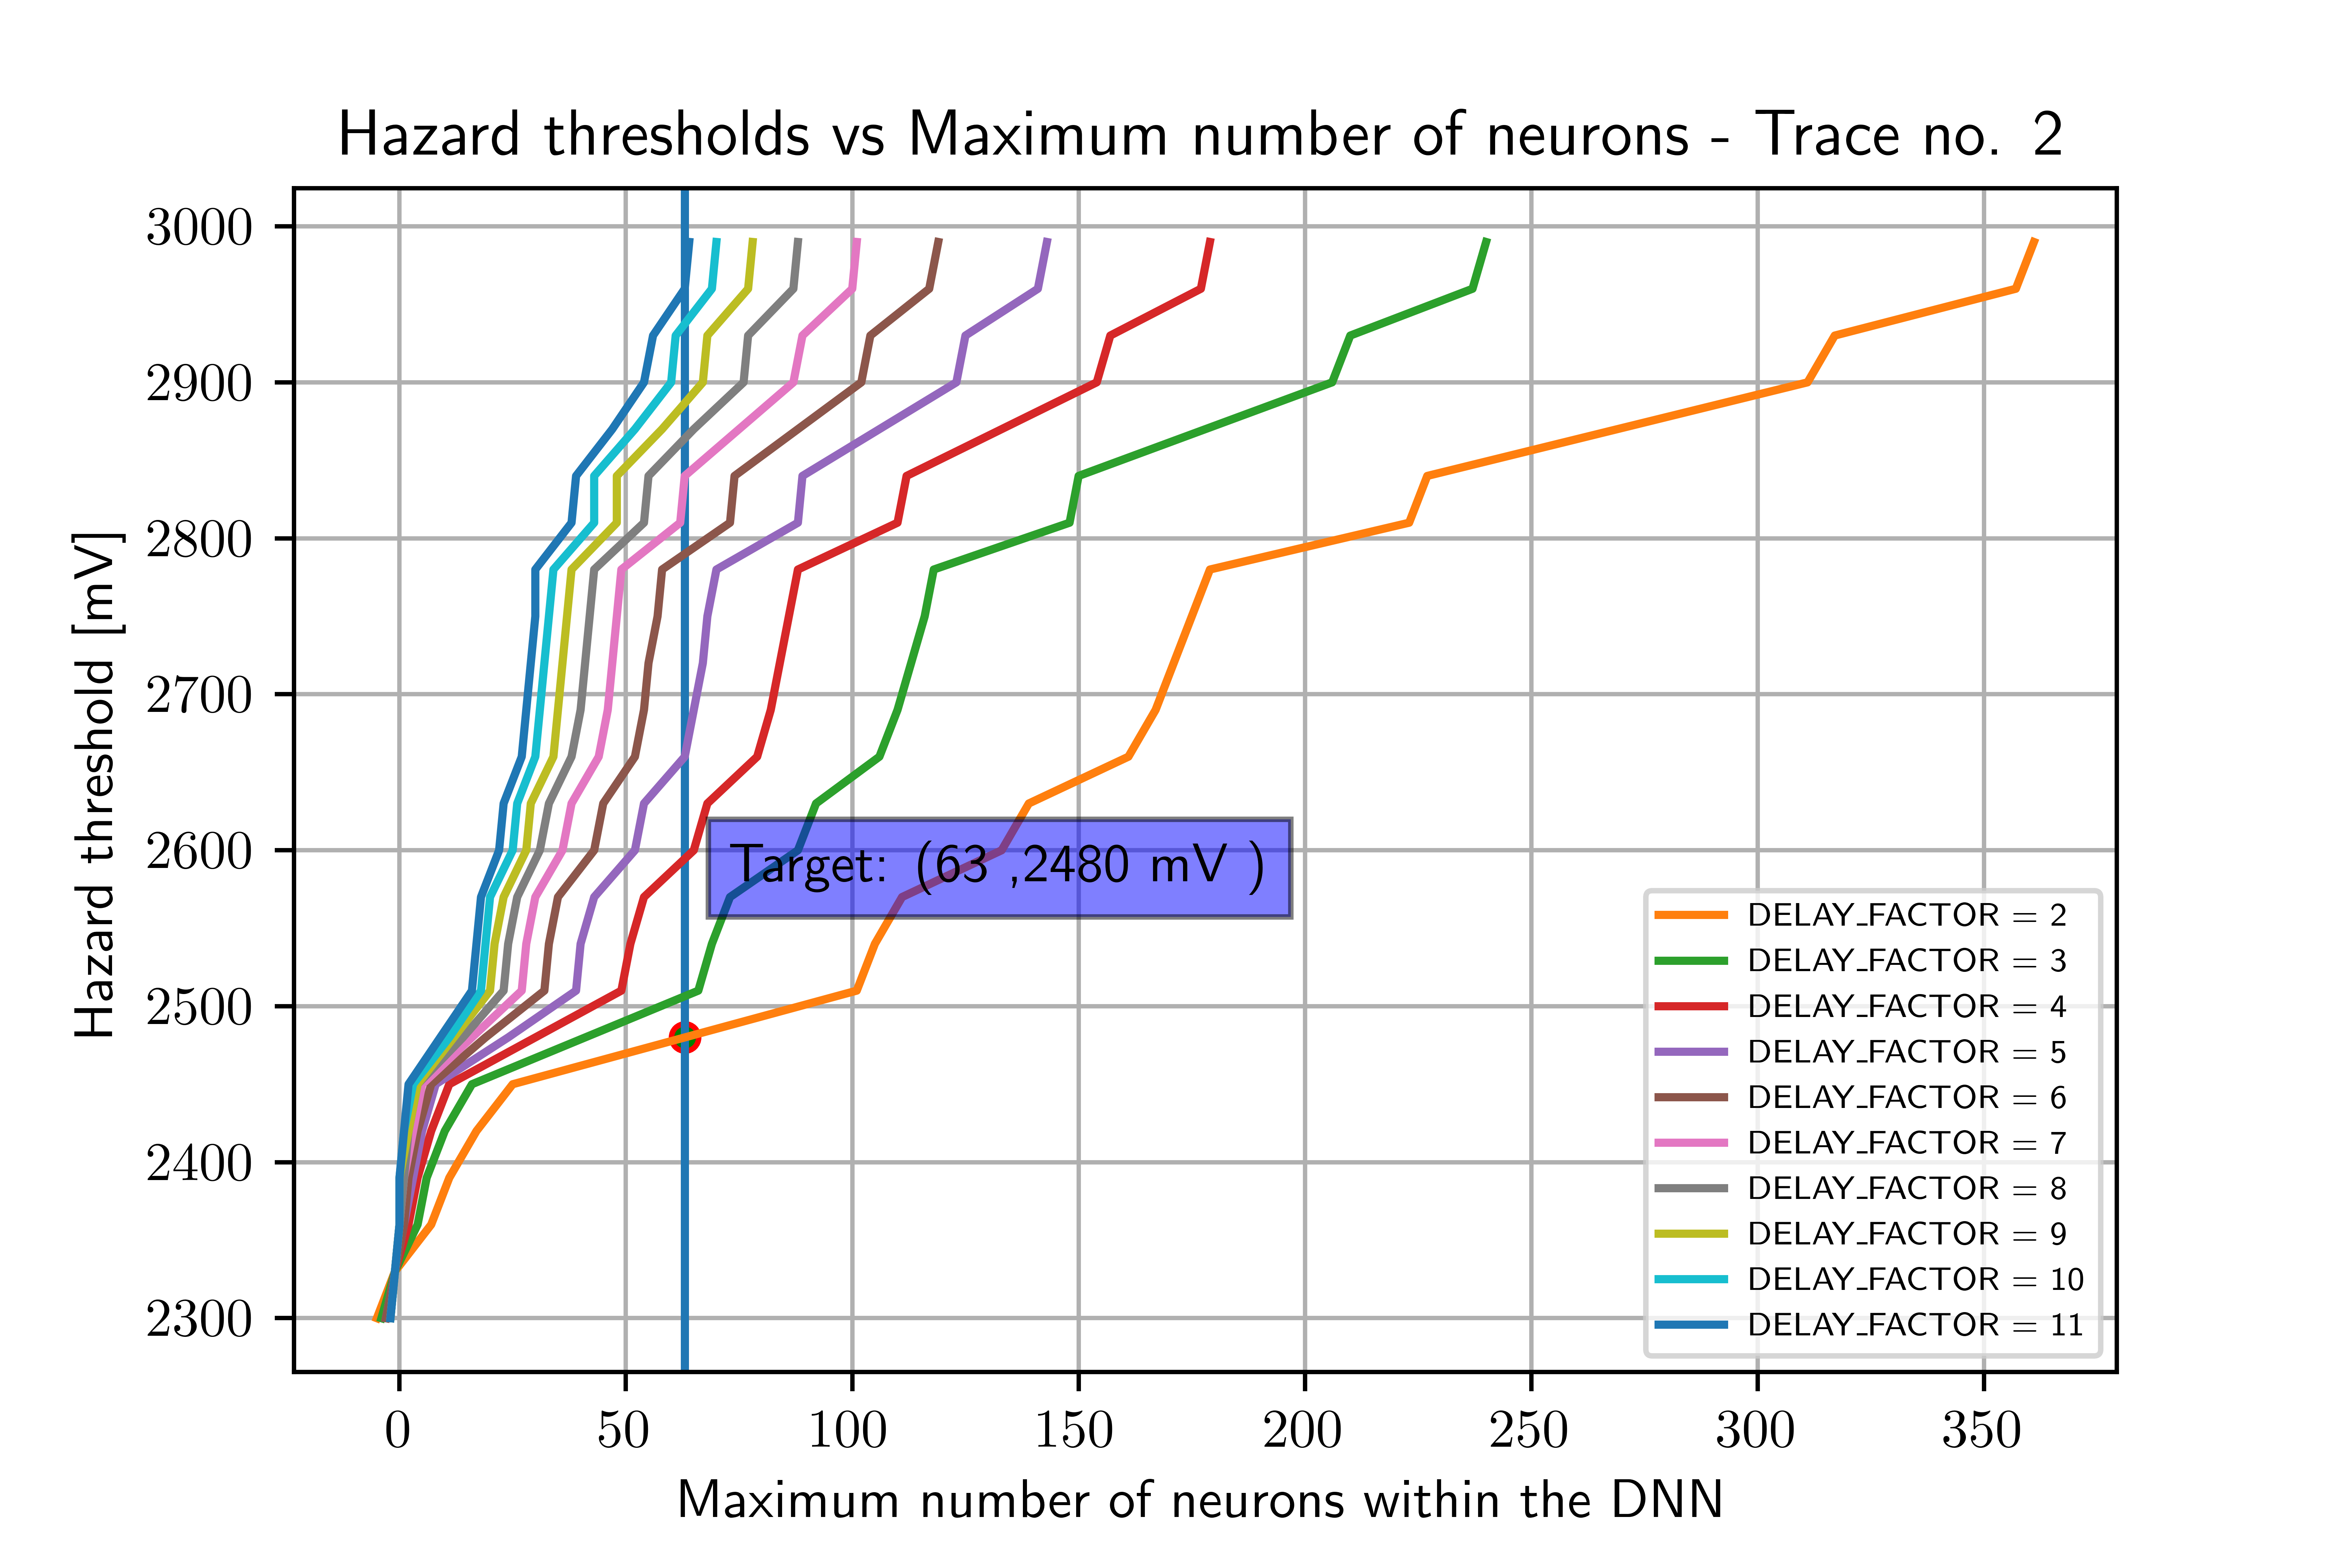 Hazard thresholds vs Maximum number of neurons - Trace no. 2
Hazard threshold [mV]
3000
2900
2800
2700
2600
2500
2400
2300
Target: (63 ,2480 mV )
DELAY_FACTOR = 2
DELAY_FACTOR = 3
DELAY_FACTOR = 4
DELAY_FACTOR = 5
DELAY_FACTOR = 6
DELAY_FACTOR = 7
DELAY_FACTOR = 8
DELAY_FACTOR = 9
DELAY_FACTOR = 10
DELAY_FACTOR = 11
0 50 100 150 200 250 300 350
Maximum number of neurons within the DNN